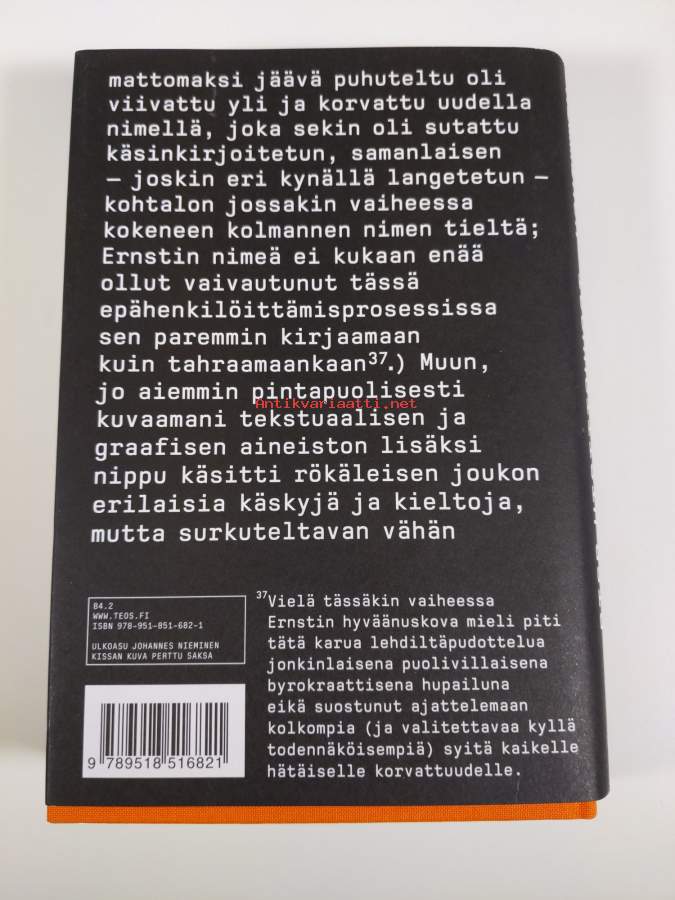 mattomaksi jäävä puhuteltu oli
viivattu yli ja korvattu uudella
nimellä, joka sekin oli sutattu
käsinkirjoitetun, samanlaisen
– joskin eri kynällä langetetun –
kohtalon jossakin vaiheessa
kokeneen kolmannen nimen tieltä;
Ernstin nimeä ei kukaan enää
ollut vaivautunut tässä
epähenkilöittämisprosessissa
sen paremmin kirjaamaan
kuin tahraamaankaan³⁷.) Muun,
jo aiemmin pintapuolisesti
Antikvariaatti.net
kuvaamani tekstuaalisen ja
graafisen aineiston lisäksi
nippu käsitti rökäleisen joukon
erilaisia käskyjä ja kieltoja,
mutta surkuteltavan vähän
84.2
WWW.TEOS.FI
ISBN 978-951-851-682-1
ULKOASU JOHANNES NIEMINEN
KISSAN KUVA PERTTU SAKSA
9 789518 516821
³⁷Vielä tässäkin vaiheessa
Ernstin hyväänuskova mieli piti
tätä karua lehdiltäpudottelua
jonkinlaisena puolivillaisena
byrokraattisena hupailuna
eikä suostunut ajattelemaan
kolkompia (ja valitettavaa kyllä
todennäköisempiä) syitä kaikelle
hätäiselle korvattuudelle.